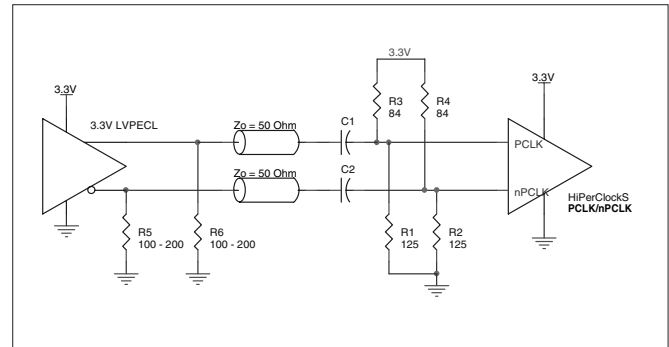 3.3V
3.3V
3.3V
3.3V LVPECL
Zo = 50 Ohm
C1
R3
84
R4
84
PCLK
Zo = 50 Ohm
C2
nPCLK
HiPerClockS
PCLK/nPCLK
R5
100 - 200
R6
100 - 200
R1
125
R2
125